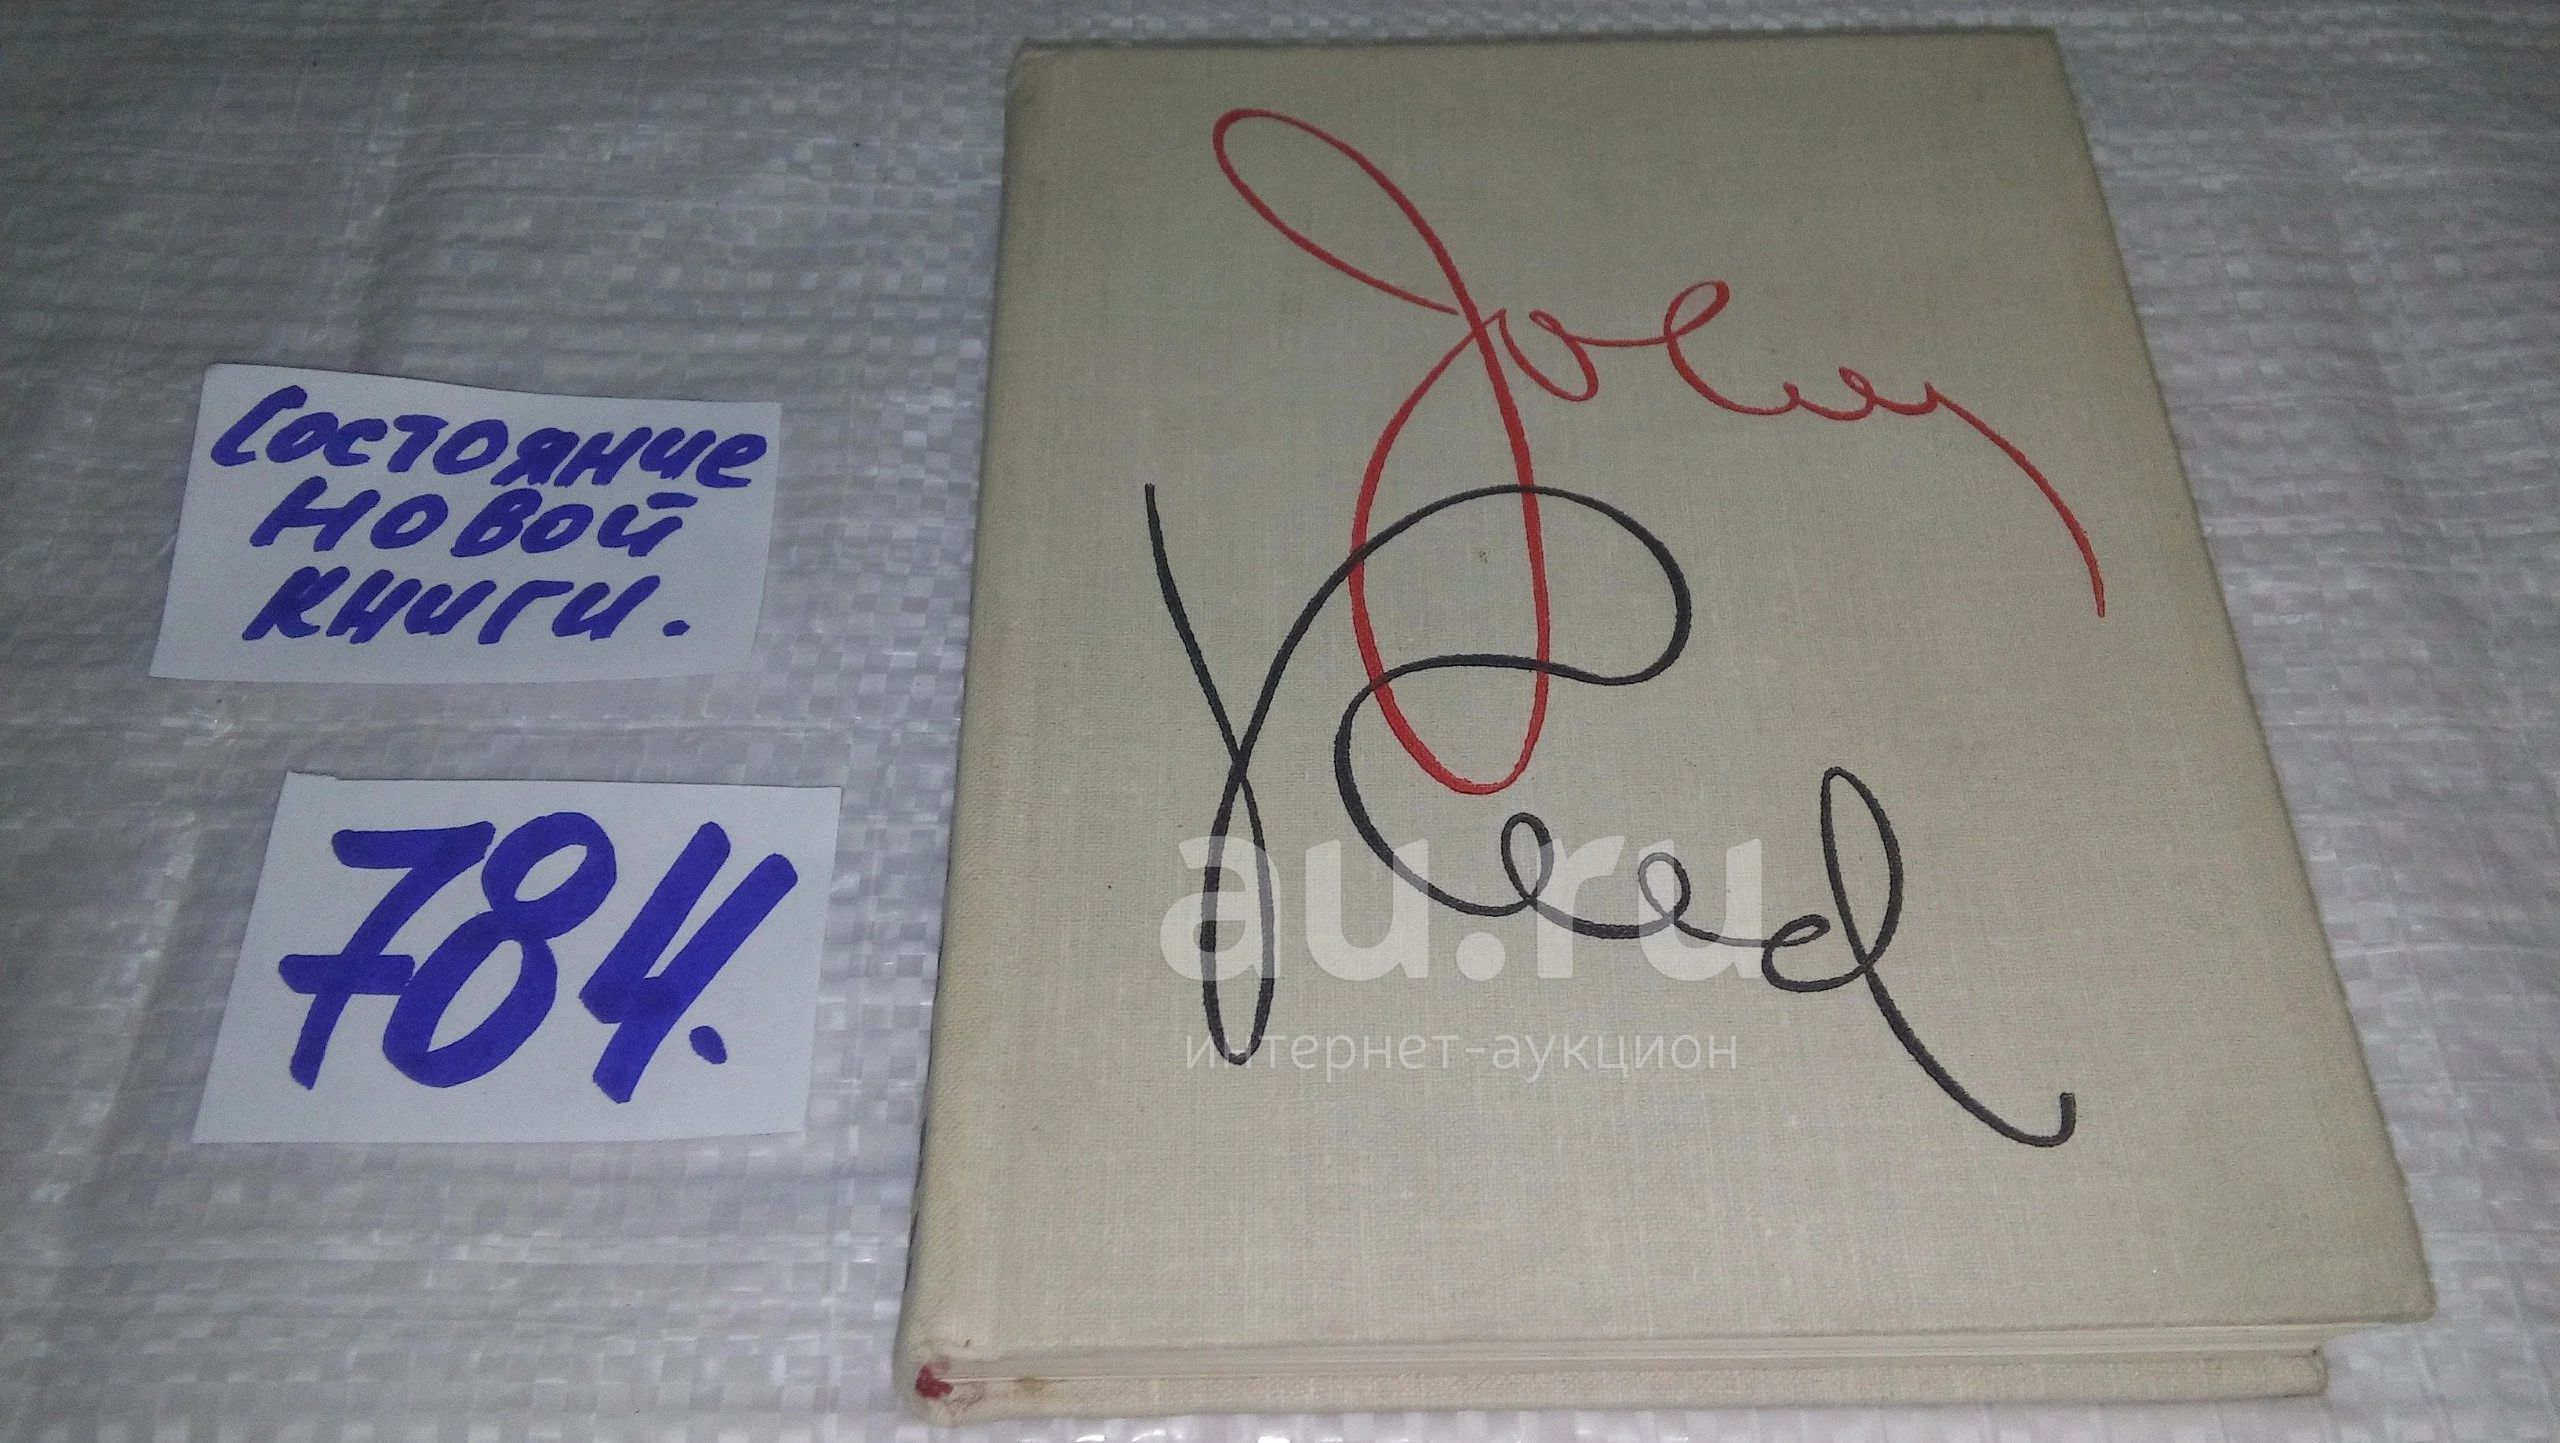 Состояние
новой
книги.
784.
John
Reed
au.ru
интернет-аукцион